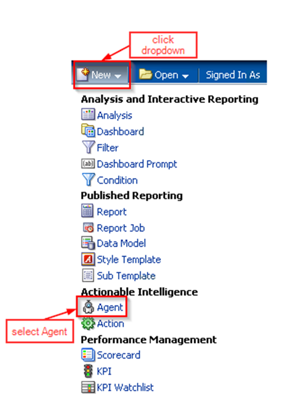 click
dropdown
New Open Signed In As
Analysis and Interactive Reporting
Analysis
Dashboard
Filter
Dashboard Prompt
Condition
Published Reporting
Report
Report Job
Data Model
Style Template
Sub Template
Actionable Intelligence
Agent
select Agent
Action
Performance Management
Scorecard
KPI
KPI Watchlist